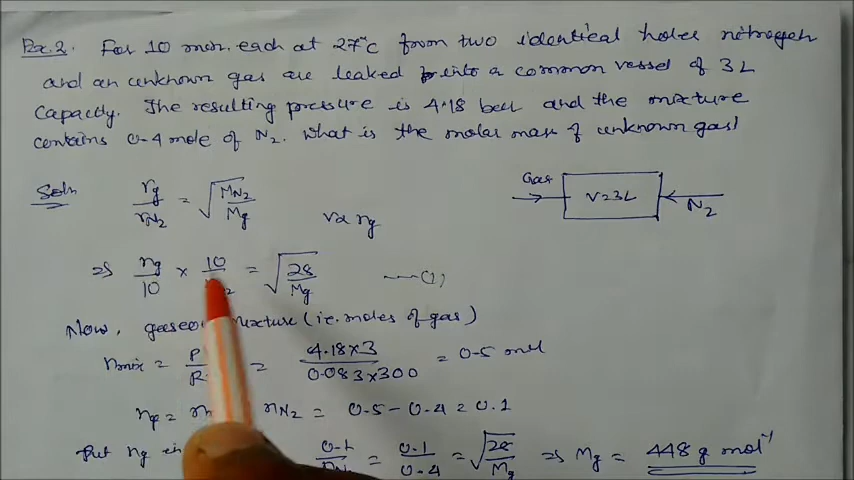 Ex.2. For 10 min. each at 27°C from two identical holes nitrogen
and an unknown gas are leaked into a common vessel of 3L
capacity. The resulting pressure is 4.18 bar and the mixture
contains 0.4 mole of N2. What is the molar mass of unknown gas?
Soln rg/rN2 = √(MN2/Mg) r∝ng
Gas V=3L N2
⇒ ng/10 × 10/ 2 = √(28/Mg) —(1)
Now, mixture (i.e. moles of gas)
nmix = P/R = 4.18×3/0.083×300 = 0.5 mol
ng = nN2 = 0.5-0.4 = 0.1
Put ng in 0.1/nN = 0.1/0.4 = √(28/Mg) ⇒ Mg = 448 g mol-1